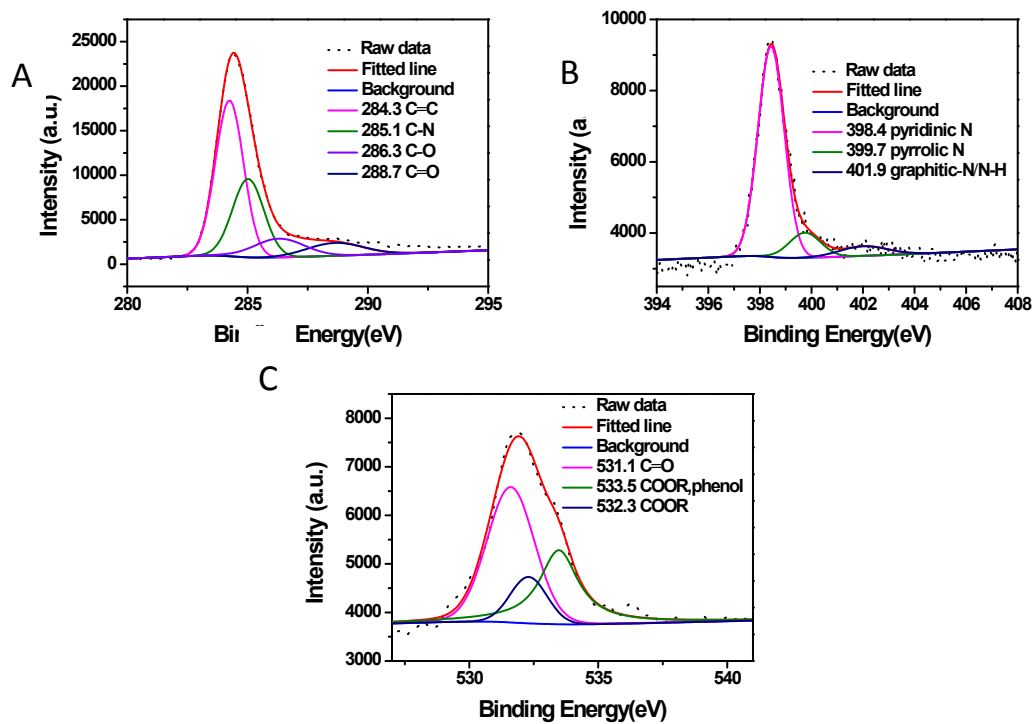 A
Intensity (a.u.)
25000
20000
15000
10000
5000
0
Raw data
Fitted line
Background
284.3 C=C
285.1 C-N
286.3 C-O
288.7 C=O
280 285 290 295
Energy(eV)
B
Intensity (a
10000
8000
6000
4000
Raw data
Fitted line
Background
398.4 pyridinic N
399.7 pyrrolic N
401.9 graphitic-N/N-H
394 396 398 400 402 404 406 408
Binding Energy(eV)
C
Intensity (a.u.)
8000
7000
6000
5000
4000
3000
Raw data
Fitted line
Background
531.1 C=O
533.5 COOR,phenol
532.3 COOR
530 535 540
Binding Energy(eV)